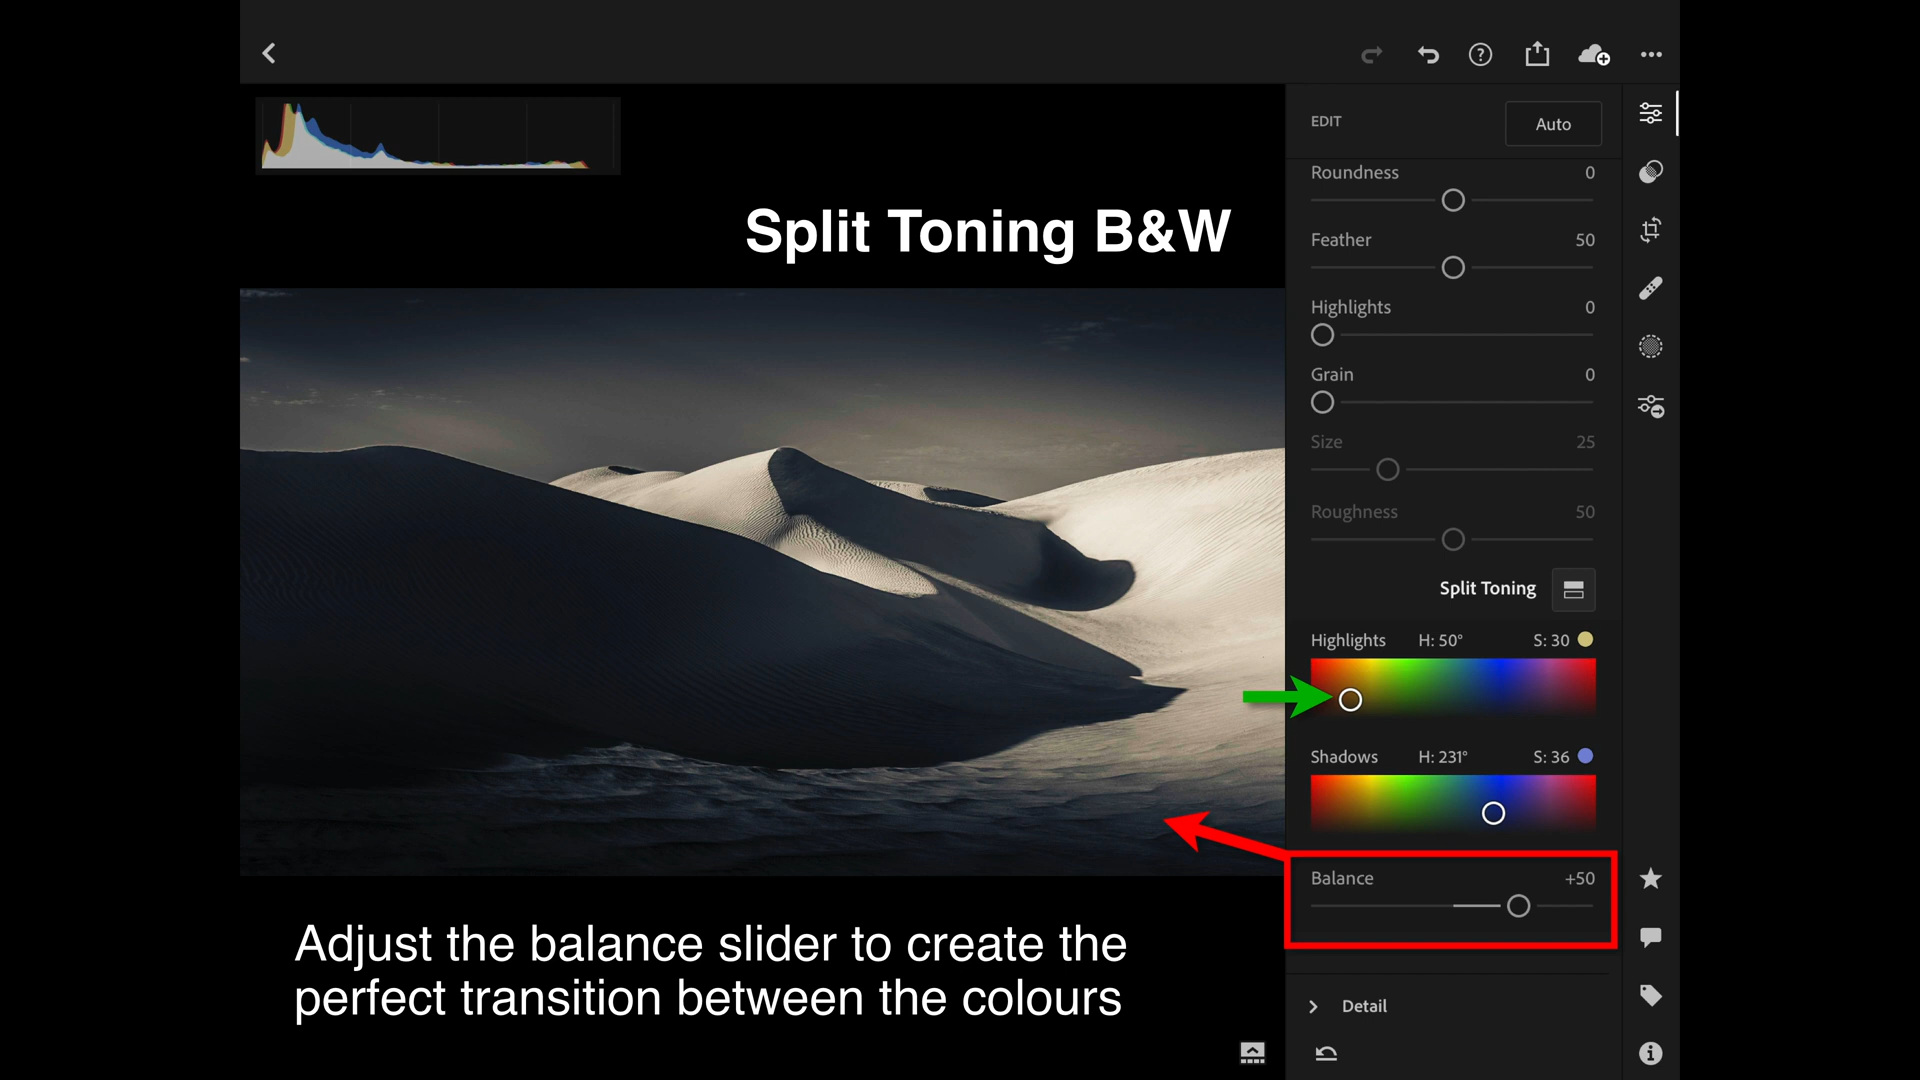 EDIT
Auto
Roundness 0
Split Toning B&W
Feather 50
Highlights 0
Grain 0
Size 25
Roughness 50
Split Toning
Highlights H: 50° S: 30
Shadows H: 231° S: 36
Balance +50
Adjust the balance slider to create the
perfect transition between the colours
Detail